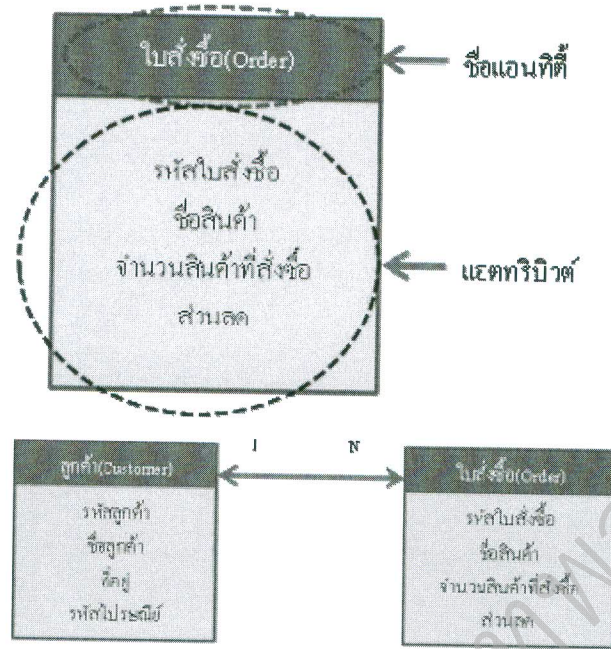 ใบสั่งซื้อ(Order)
ชื่อแอนทิตี้
รหัสใบสั่งซื้อ
ชื่อสินค้า
จำนวนสินค้าที่สั่งซื้อ
ส่วนลด
แตททริบิวต์
ลูกค้า(Customer)
1 N
ใบสั่งซื้อ(Order)
รหัสลูกค้า
ชื่อลูกค้า
ที่อยู่
รหัสไปรษณีย์
รหัสใบสั่งซื้อ
ชื่อสินค้า
จำนวนสินค้าที่สั่งซื้อ
ส่วนลด